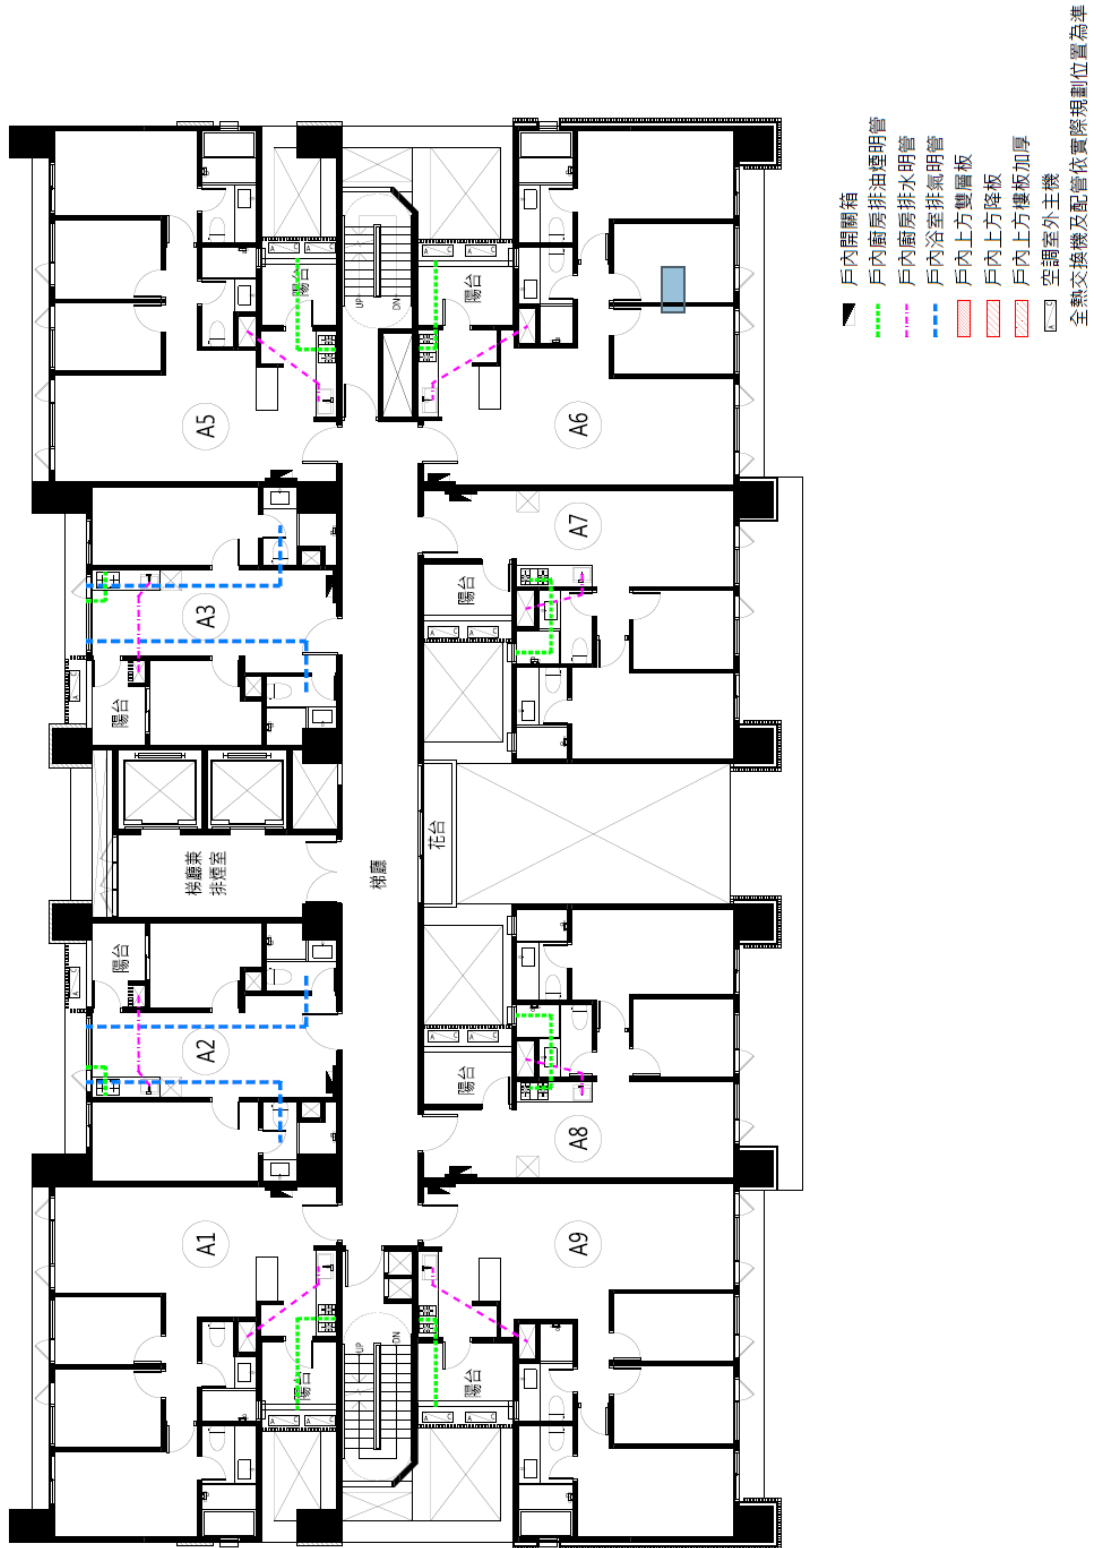 戶內開關箱
戶內廚房排油煙明管
戶內廚房排水明管
戶內浴室排氣明管
戶內上方雙層板
戶內上方降板
戶內上方樓板加厚
空調室外主機
全熱交換機及配管依實際規劃位置為準
A1
A2
A3
A5
A6
A7
A8
A9
陽台
陽台
陽台
陽台
陽台
陽台
陽台
陽台
梯廳兼
排煙室
梯廳
花台
UP
DN
UP
DN